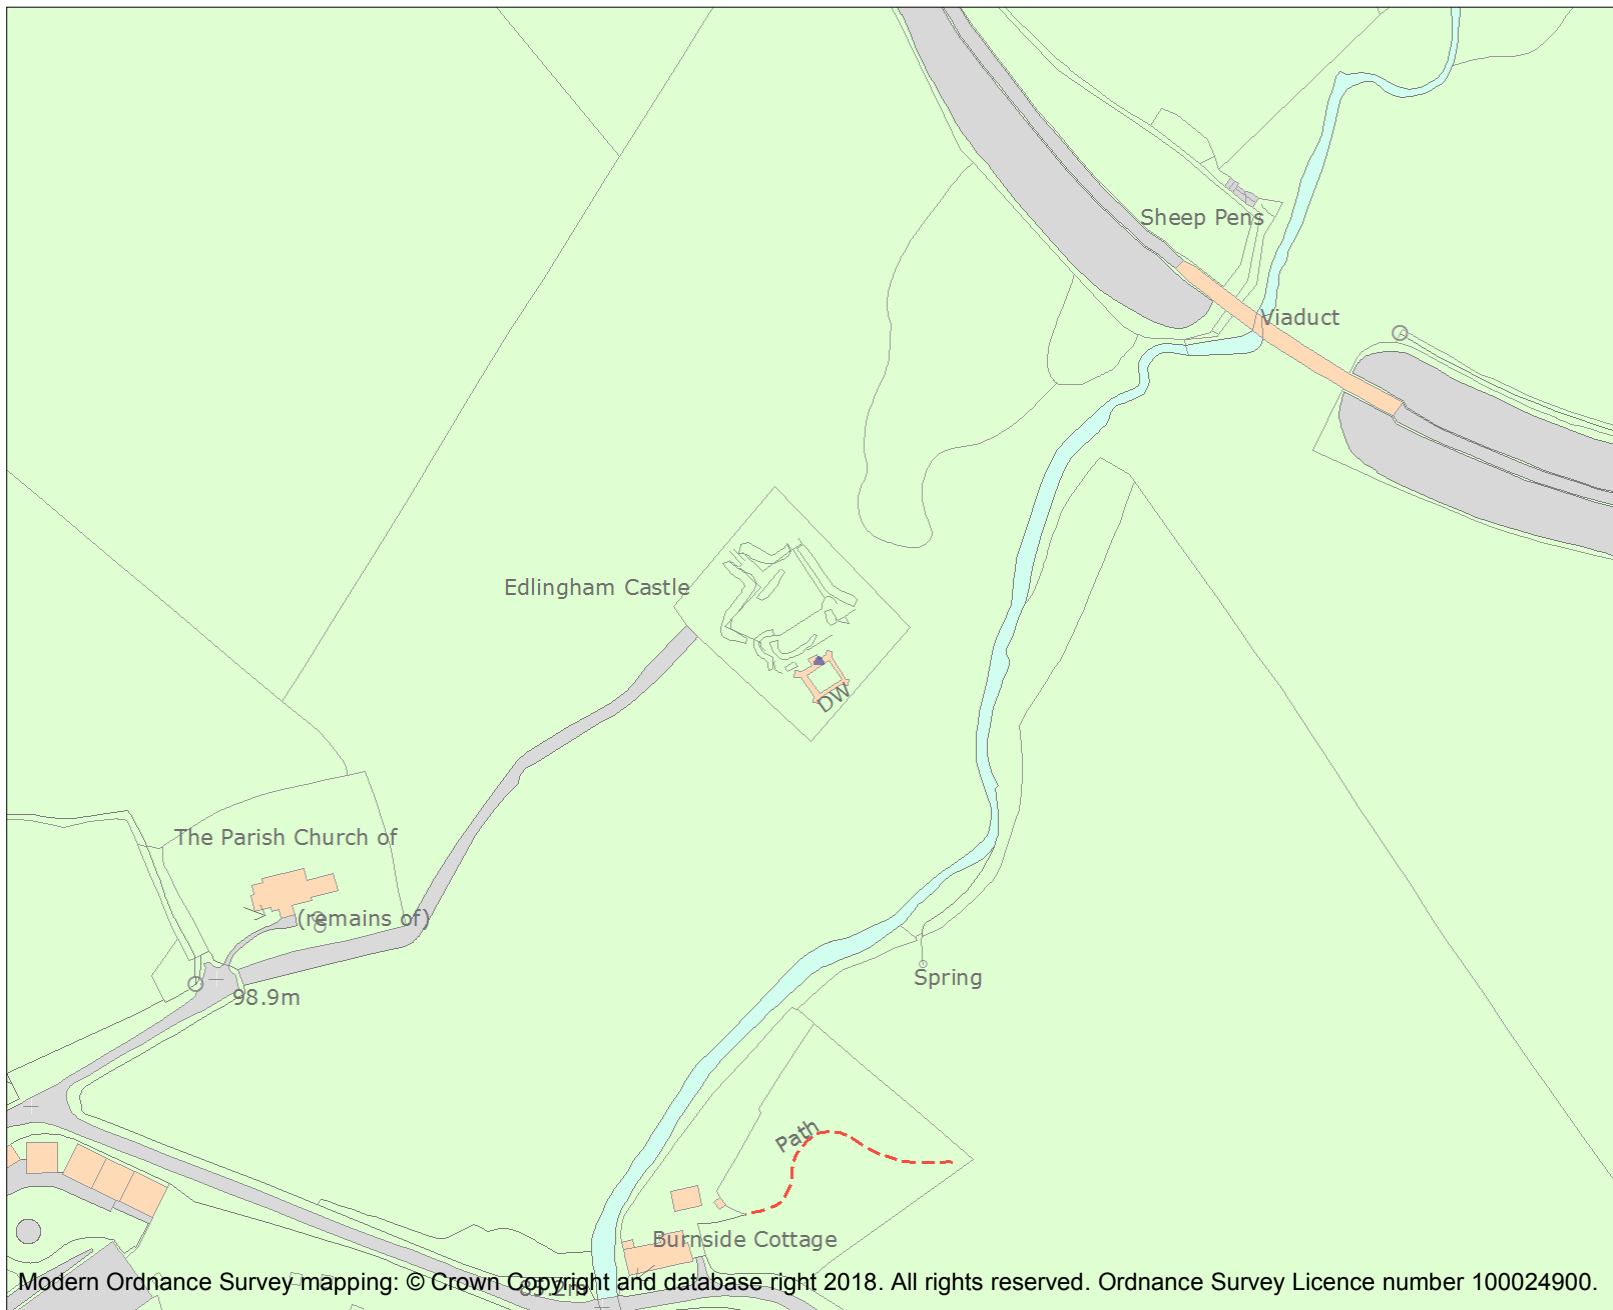 Sheep Pens
Viaduct
Edlingham Castle
DW
The Parish Church of
(remains of)
Spring
98.9m
Path
Burnside Cottage
Modern Ordnance Survey mapping: © Crown Copyright and database right 2018. All rights reserved. Ordnance Survey Licence number 100024900.